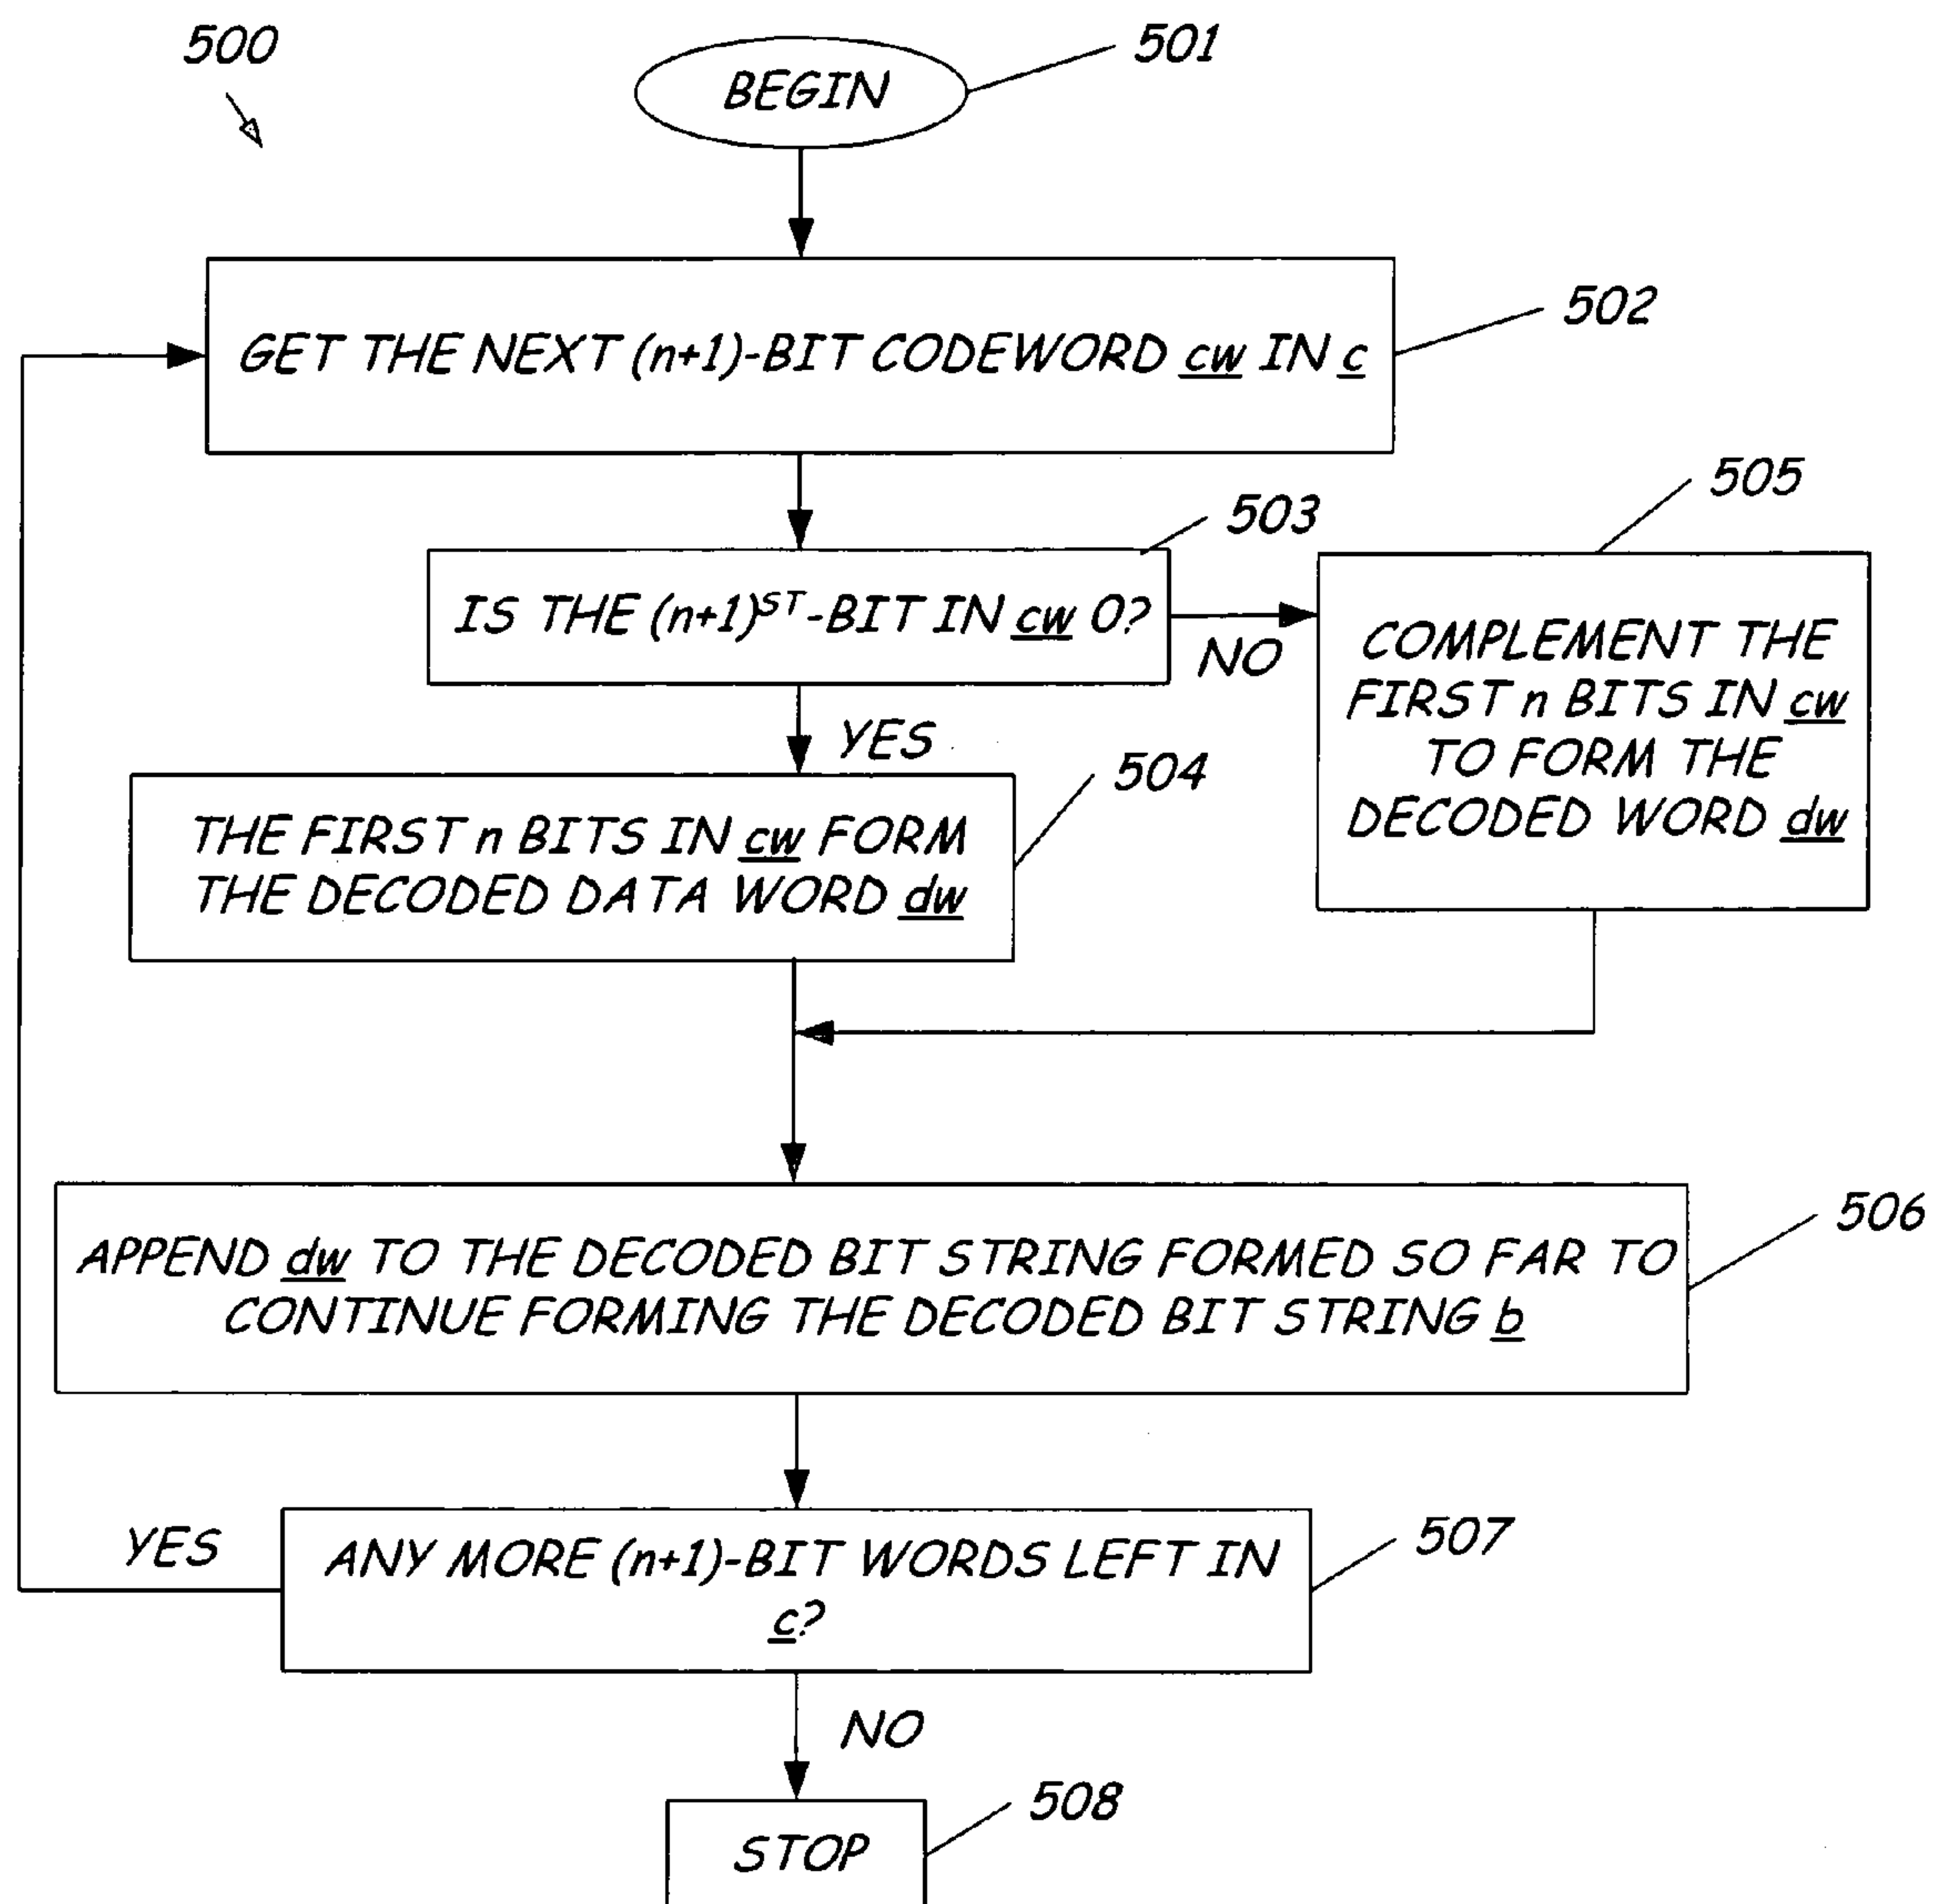 500
BEGIN
501
GET THE NEXT (n+1)-BIT CODEWORD cw IN c
502
IS THE (n+1)ST-BIT IN cw 0?
503
NO
505
COMPLEMENT THE
FIRST n BITS IN cw
TO FORM THE
DECODED WORD dw
YES
504
THE FIRST n BITS IN cw FORM
THE DECODED DATA WORD dw
506
APPEND dw TO THE DECODED BIT STRING FORMED SO FAR TO
CONTINUE FORMING THE DECODED BIT STRING b
YES
ANY MORE (n+1)-BIT WORDS LEFT IN
c?
507
NO
508
STOP